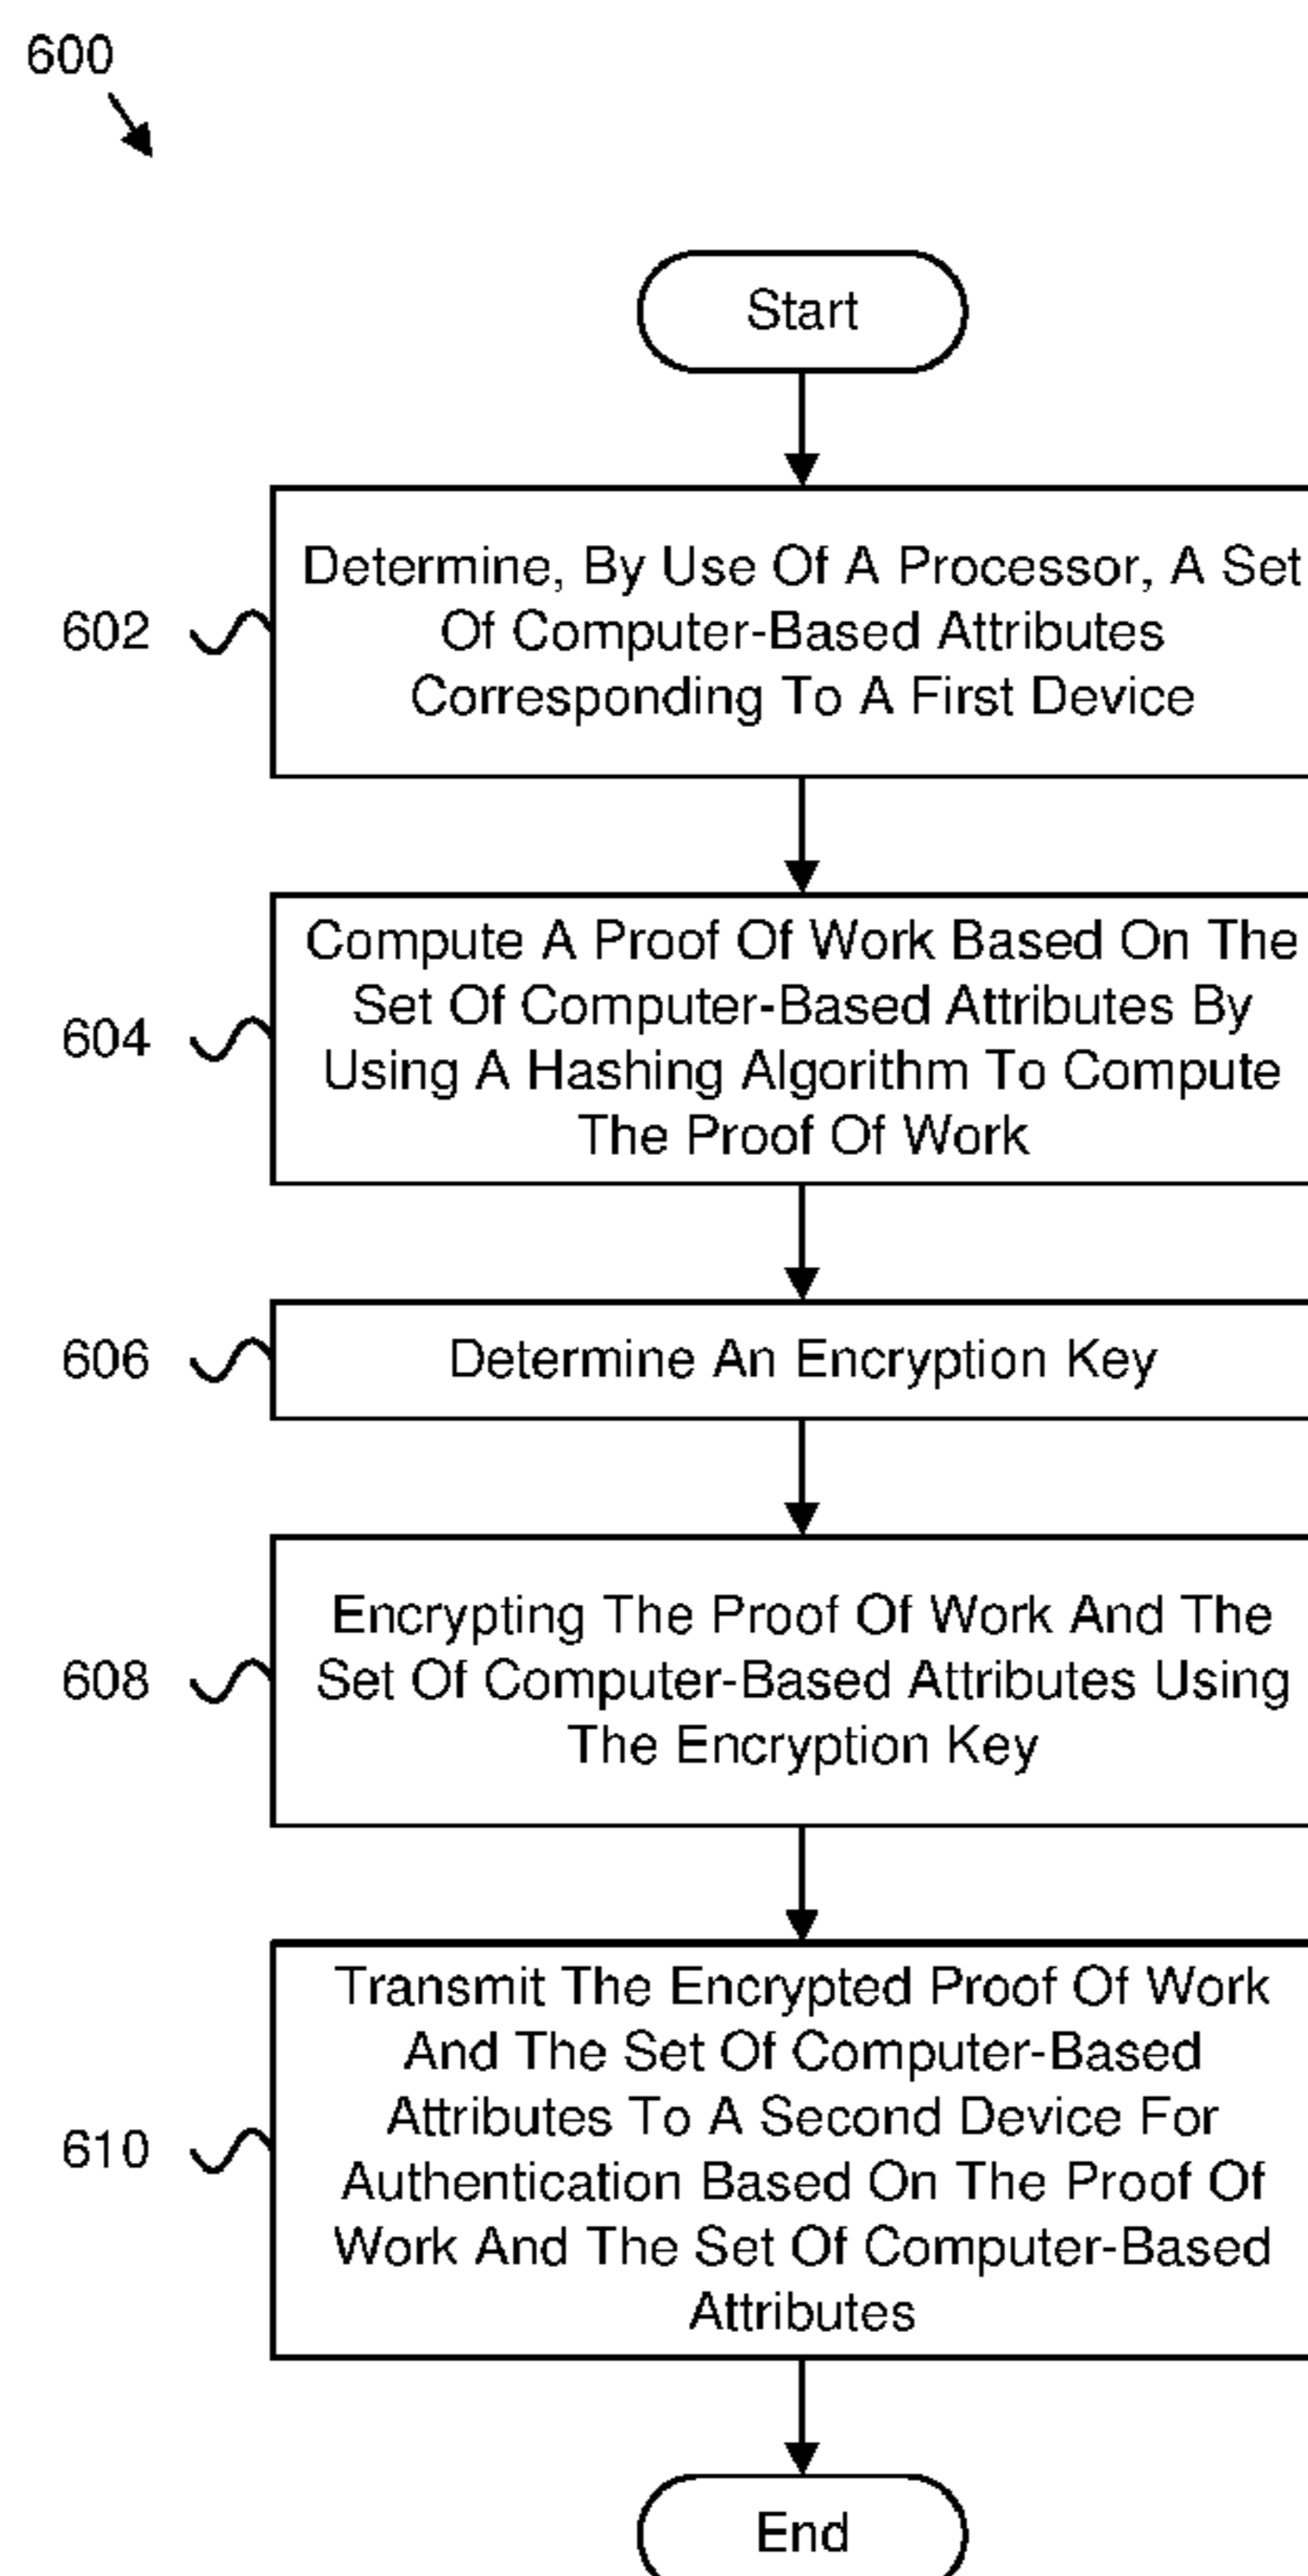 600
Start
602
Determine, By Use Of A Processor, A Set
Of Computer-Based Attributes
Corresponding To A First Device
604
Compute A Proof Of Work Based On The
Set Of Computer-Based Attributes By
Using A Hashing Algorithm To Compute
The Proof Of Work
606
Determine An Encryption Key
608
Encrypting The Proof Of Work And The
Set Of Computer-Based Attributes Using
The Encryption Key
610
Transmit The Encrypted Proof Of Work
And The Set Of Computer-Based
Attributes To A Second Device For
Authentication Based On The Proof Of
Work And The Set Of Computer-Based
Attributes
End